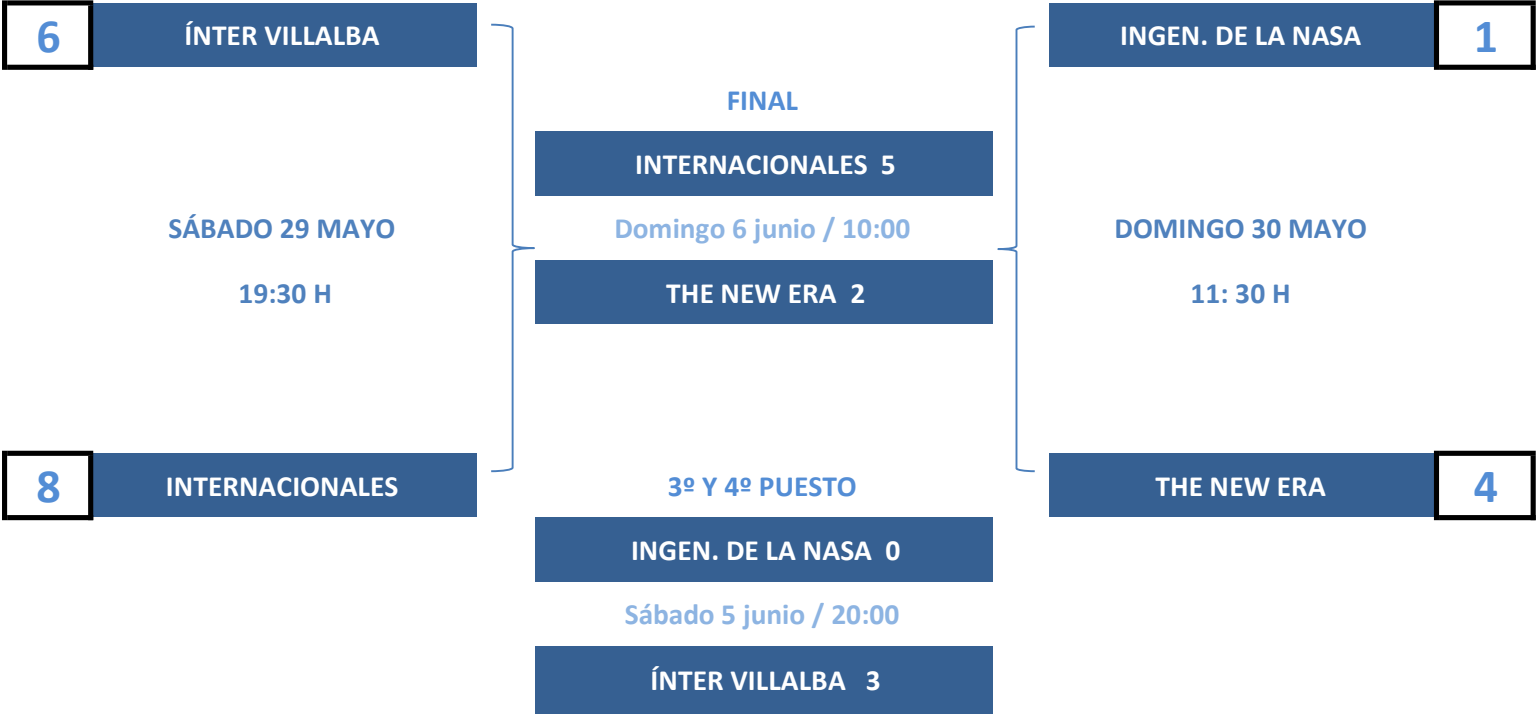 6 ÍNTER VILLALBA
INGEN. DE LA NASA 1
FINAL
INTERNACIONALES 5
SÁBADO 29 MAYO
Domingo 6 junio / 10:00
DOMINGO 30 MAYO
19:30 H
THE NEW ERA 2
11: 30 H
8 INTERNACIONALES
3º Y 4º PUESTO
THE NEW ERA 4
INGEN. DE LA NASA 0
Sábado 5 junio / 20:00
ÍNTER VILLALBA 3